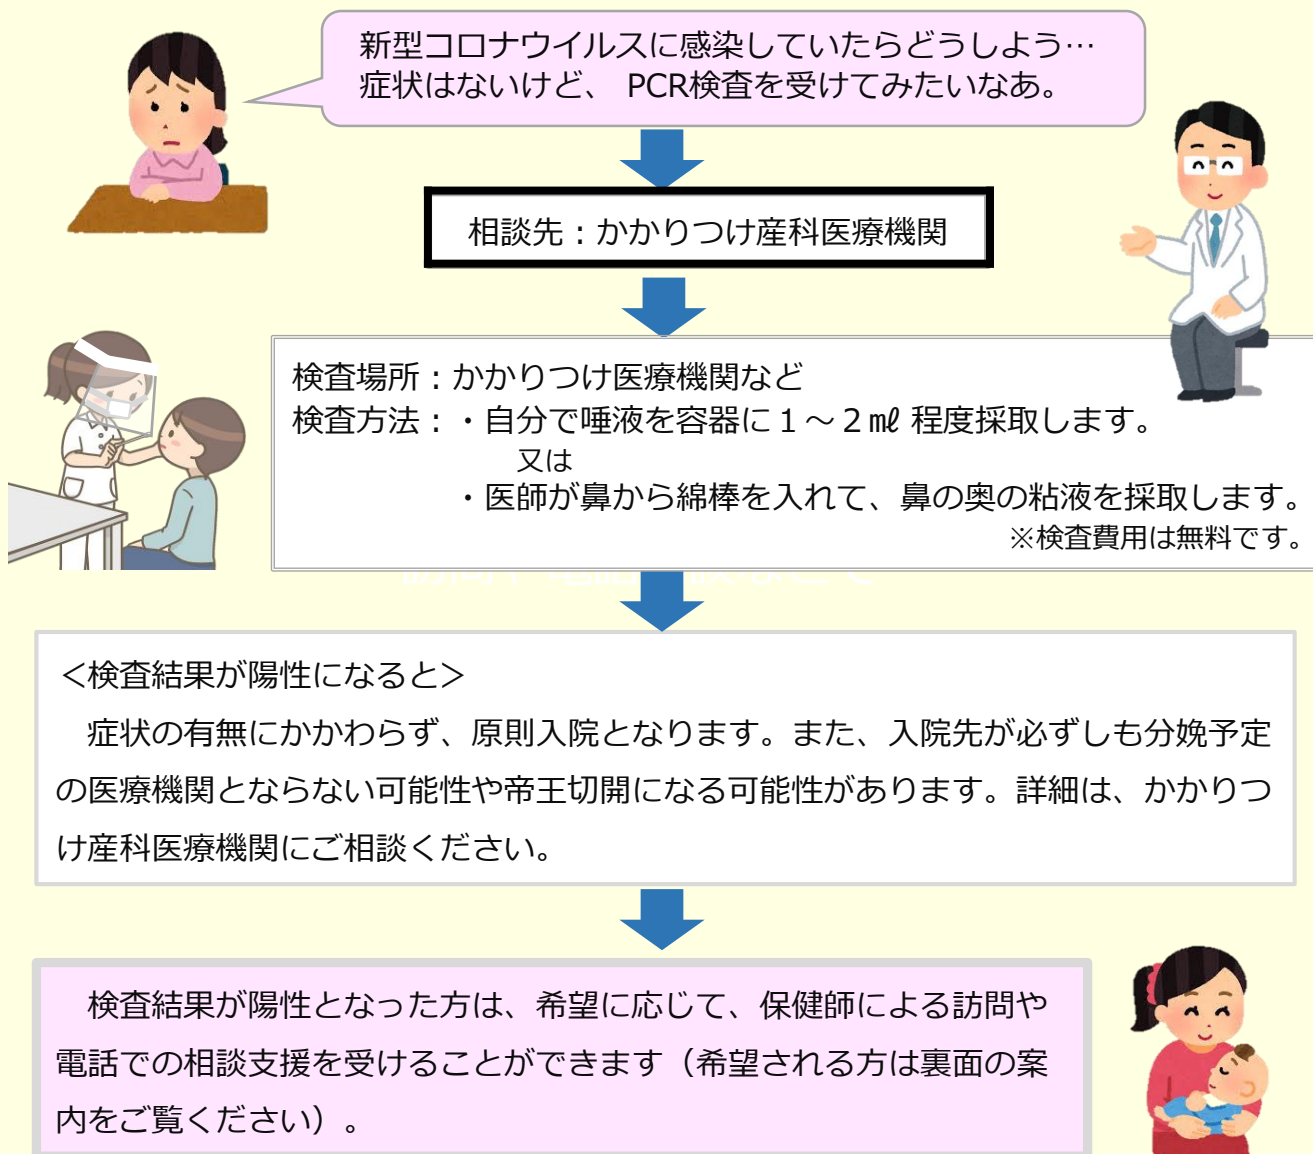 新型コロナウイルスに感染していたらどうしよう…
症状はないけど、 PCR検査を受けてみたいなあ。
相談先：かかりつけ産科医療機関
検査場所：かかりつけ医療機関など
検査方法：・自分で唾液を容器に１～２㎖ 程度採取します。
又は
・医師が鼻から綿棒を入れて、鼻の奥の粘液を採取します。
※検査費用は無料です。
＜検査結果が陽性になると＞
症状の有無にかかわらず、原則入院となります。また、入院先が必ずしも分娩予定
の医療機関とならない可能性や帝王切開になる可能性があります。詳細は、かかりつ
け産科医療機関にご相談ください。
検査結果が陽性となった方は、希望に応じて、保健師による訪問や
電話での相談支援を受けることができます（希望される方は裏面の案
内をご覧ください）。